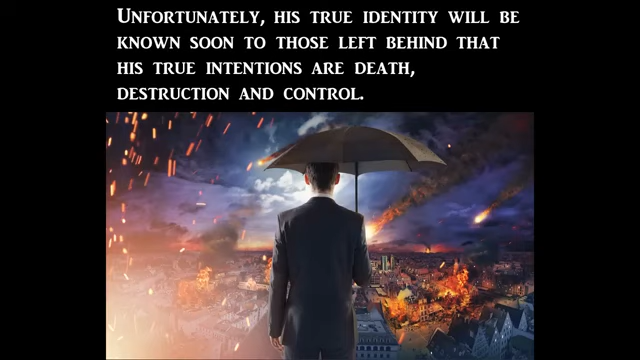 Unfortunately, his true identity will be
known soon to those left behind that
his true intentions are death,
destruction and control.